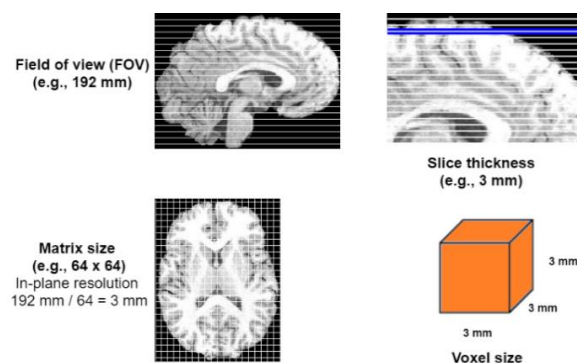 Field of view (FOV)
(e.g., 192 mm)
Slice thickness
(e.g., 3 mm)
Matrix size
(e.g., 64 x 64)
In-plane resolution
192 mm / 64 = 3 mm
3 mm
3 mm
3 mm
Voxel size